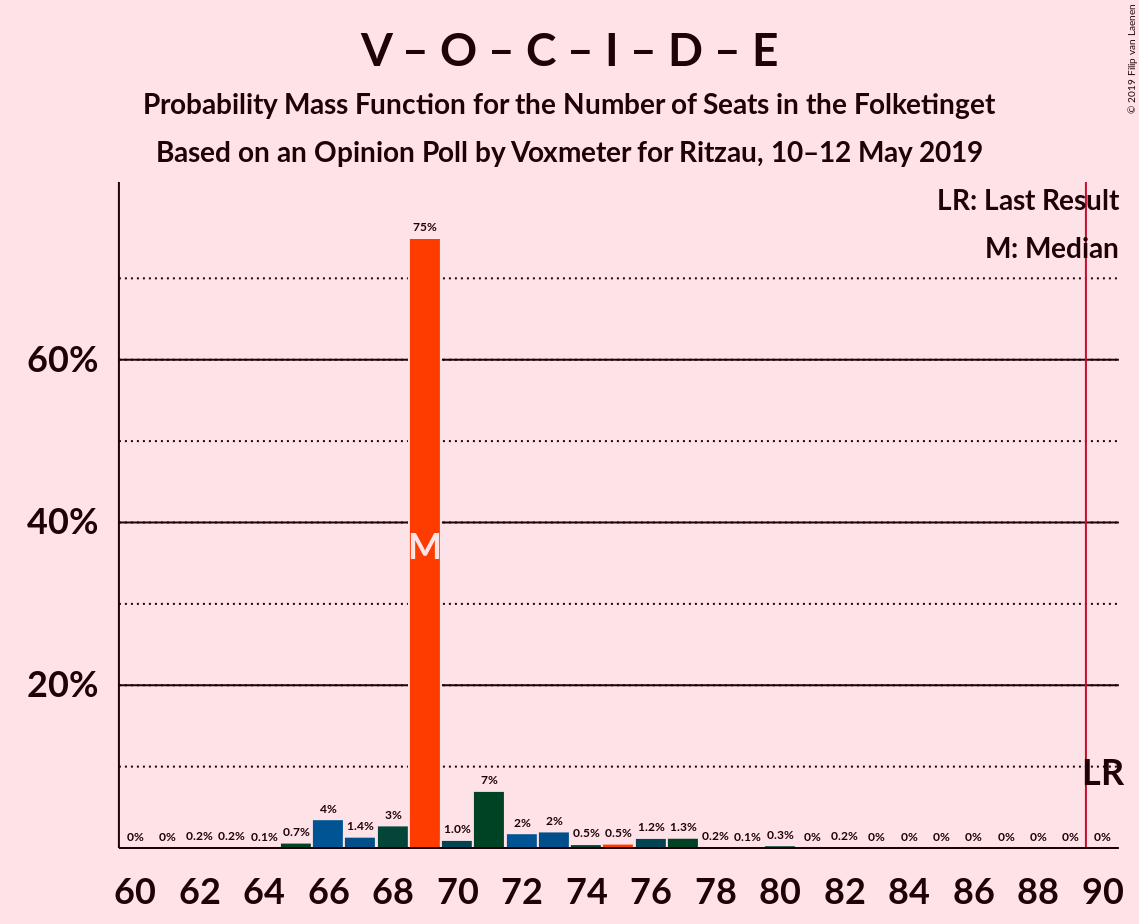 V – O – C – I – D – E
Probability Mass Function for the Number of Seats in the Folketinget
Based on an Opinion Poll by Voxmeter for Ritzau, 10–12 May 2019
© 2019 Filip van Laenen
LR: Last Result
M: Median
75%
60%
40%
M
20%
LR
0% 0% 0.2% 0.2% 0.1% 0.7% 4% 1.4% 3% 1.0% 7% 2% 2% 0.5% 0.5% 1.2% 1.3% 0.2% 0.1% 0.3% 0% 0.2% 0% 0% 0% 0% 0% 0% 0% 0%
60 62 64 66 68 70 72 74 76 78 80 82 84 86 88 90